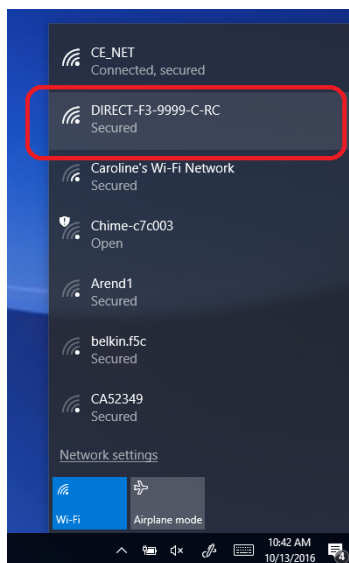 CE_NET
Connected, secured
DIRECT-F3-9999-C-RC
Secured
Caroline's Wi-Fi Network
Secured
Chime-c7c003
Open
Arend1
Secured
belkin.f5c
Secured
CA52349
Secured
Network settings
Wi-Fi
Airplane mode
10:42 AM
10/13/2016
4